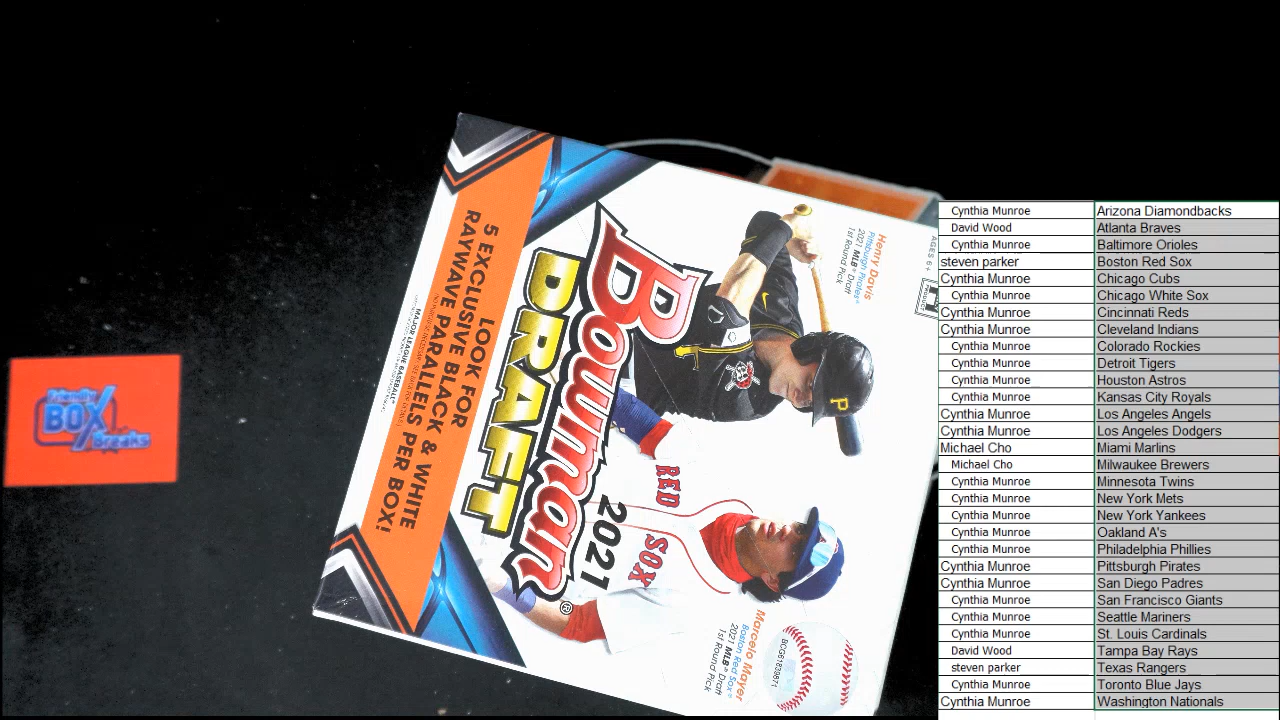 Friendly
BOX
Breaks
5 EXCLUSIVE
LOOK FOR
RAYWAVE PARALLELS PER BOX!
BLACK & WHITE
MAJOR LEAGUE BASEBALL
Bowman®
DRAFT
2021
Henry Davis
Pittsburgh Pirates®
2021 MLB® Draft
1st Round Pick
AGES 6+
P
RED SOX
Marcelo Mayer
Boston Red Sox®
2021 MLB® Draft
1st Round Pick
Cynthia Munroe Arizona Diamondbacks
David Wood Atlanta Braves
Cynthia Munroe Baltimore Orioles
steven parker Boston Red Sox
Cynthia Munroe Chicago Cubs
Cynthia Munroe Chicago White Sox
Cynthia Munroe Cincinnati Reds
Cynthia Munroe Cleveland Indians
Cynthia Munroe Colorado Rockies
Cynthia Munroe Detroit Tigers
Cynthia Munroe Houston Astros
Cynthia Munroe Kansas City Royals
Cynthia Munroe Los Angeles Angels
Cynthia Munroe Los Angeles Dodgers
Michael Cho Miami Marlins
Michael Cho Milwaukee Brewers
Cynthia Munroe Minnesota Twins
Cynthia Munroe New York Mets
Cynthia Munroe New York Yankees
Cynthia Munroe Oakland A's
Cynthia Munroe Philadelphia Phillies
Cynthia Munroe Pittsburgh Pirates
Cynthia Munroe San Diego Padres
Cynthia Munroe San Francisco Giants
Cynthia Munroe Seattle Mariners
Cynthia Munroe St. Louis Cardinals
David Wood Tampa Bay Rays
steven parker Texas Rangers
Cynthia Munroe Toronto Blue Jays
Cynthia Munroe Washington Nationals